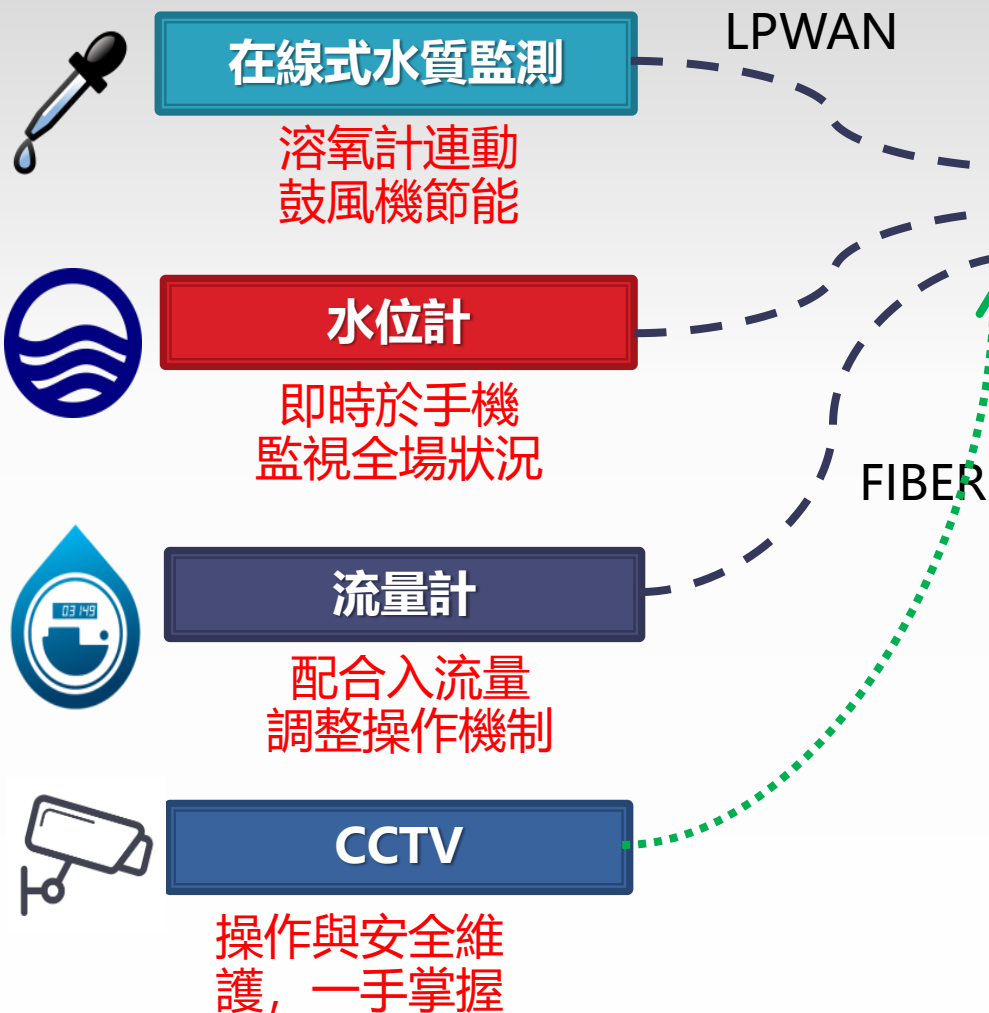 LPWAN
在線式水質監測
溶氧計連動
鼓風機節能
水位計
即時於手機
監視全場狀況
FIBER
03149
流量計
配合入流量
調整操作機制
CCTV
操作與安全維
護，一手掌握